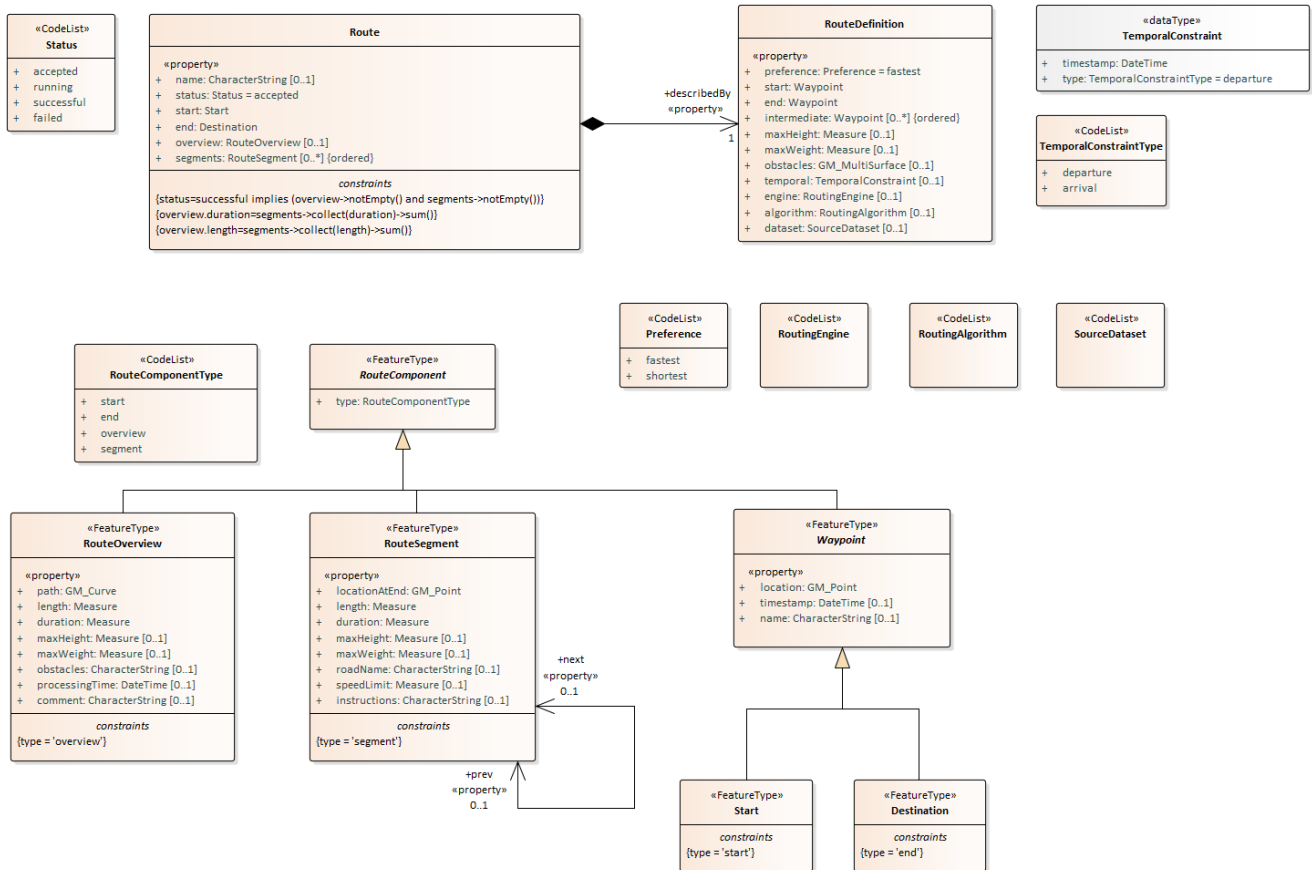 «CodeList»
Status
+ accepted
+ running
+ successful
+ failed
Route
«property»
+ name: CharacterString [0..1]
+ status: Status = accepted
+ start: Start
+ end: Destination
+ overview: RouteOverview [0..1]
+ segments: RouteSegment [0..*] {ordered}
constraints
{status=successful implies (overview->notEmpty() and segments->notEmpty())}
{overview.duration=segments->collect(duration)->sum()}
{overview.length=segments->collect(length)->sum()}
+describedBy
«property»
1
RouteDefinition
«property»
+ preference: Preference = fastest
+ start: Waypoint
+ end: Waypoint
+ intermediate: Waypoint [0..*] {ordered}
+ maxHeight: Measure [0..1]
+ maxWeight: Measure [0..1]
+ obstacles: GM_MultiSurface [0..1]
+ temporal: TemporalConstraint [0..1]
+ engine: RoutingEngine [0..1]
+ algorithm: RoutingAlgorithm [0..1]
+ dataset: SourceDataset [0..1]
«dataType»
TemporalConstraint
+ timestamp: DateTime
+ type: TemporalConstraintType = departure
«CodeList»
TemporalConstraintType
+ departure
+ arrival
«CodeList»
Preference
+ fastest
+ shortest
«CodeList»
RoutingEngine
«CodeList»
RoutingAlgorithm
«CodeList»
SourceDataset
«CodeList»
RouteComponentType
+ start
+ end
+ overview
+ segment
«FeatureType»
RouteComponent
+ type: RouteComponentType
«FeatureType»
RouteOverview
«property»
+ path: GM_Curve
+ length: Measure
+ duration: Measure
+ maxHeight: Measure [0..1]
+ maxWeight: Measure [0..1]
+ obstacles: CharacterString [0..1]
+ processingTime: DateTime [0..1]
+ comment: CharacterString [0..1]
constraints
{type = 'overview'}
«FeatureType»
RouteSegment
«property»
+ locationAtEnd: GM_Point
+ length: Measure
+ duration: Measure
+ maxHeight: Measure [0..1]
+ maxWeight: Measure [0..1]
+ roadName: CharacterString [0..1]
+ speedLimit: Measure [0..1]
+ instructions: CharacterString [0..1]
constraints
{type = 'segment'}
+next
«property»
0..1
+prev
«property»
0..1
«FeatureType»
Waypoint
«property»
+ location: GM_Point
+ timestamp: DateTime [0..1]
+ name: CharacterString [0..1]
«FeatureType»
Start
constraints
{type = 'start'}
«FeatureType»
Destination
constraints
{type = 'end'}